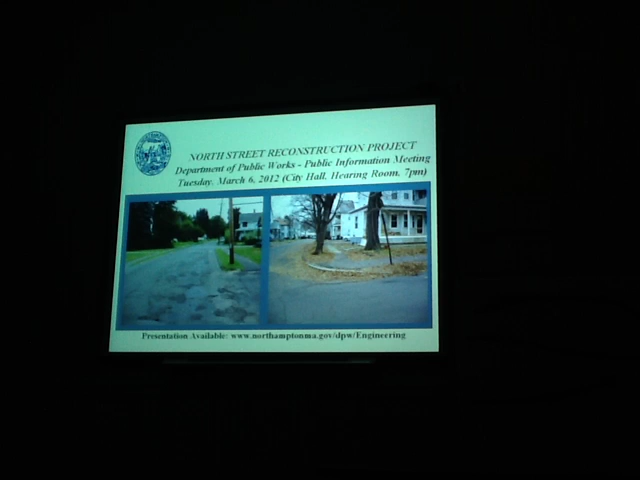 NORTH STREET RECONSTRUCTION PROJECT
Department of Public Works - Public Information Meeting
Tuesday, March 6, 2012 (City Hall, Hearing Room, 7pm)
Presentation Available: www.northamptonma.gov/dpw/Engineering